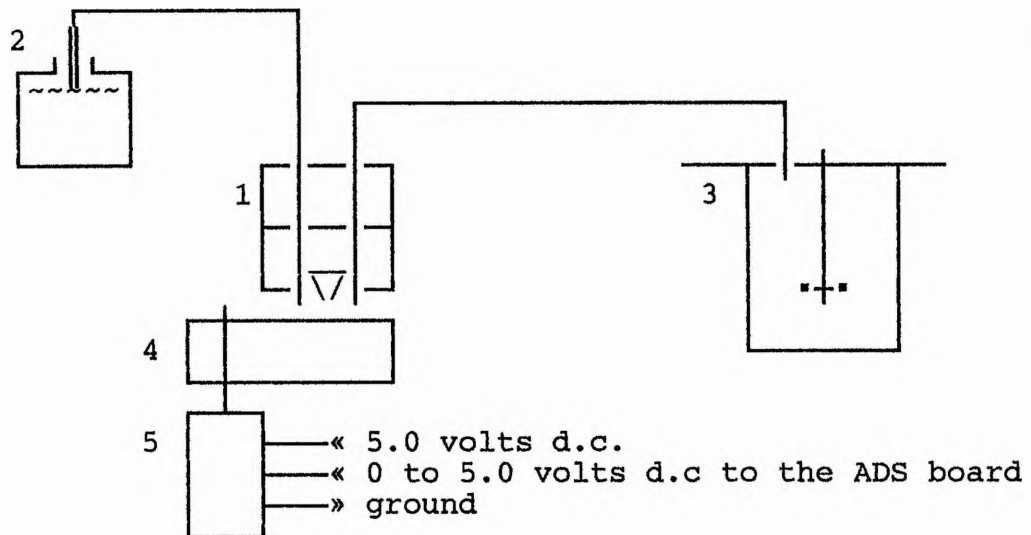 2
1
3
4
5
« 5.0 volts d.c.
« 0 to 5.0 volts d.c to the ADS board
» ground